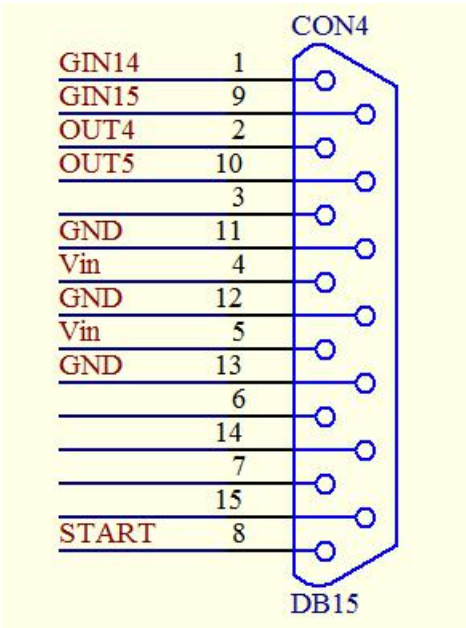 CON4
GIN14 1
GIN15 9
OUT4 2
OUT5 10
3
GND 11
Vin 4
GND 12
Vin 5
GND 13
6
14
7
15
START 8
DB15